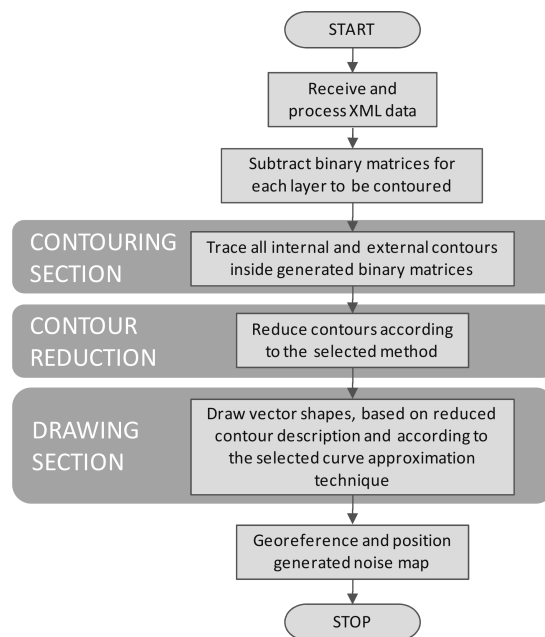 START
Receive and
process XML data
Subtract binary matrices for
each layer to be contoured
CONTOURING
SECTION
Trace all internal and external contours
inside generated binary matrices
CONTOUR
REDUCTION
Reduce contours according
to the selected method
DRAWING
SECTION
Draw vector shapes, based on reduced
contour description and according to
the selected curve approximation
technique
Georeference and position
generated noise map
STOP